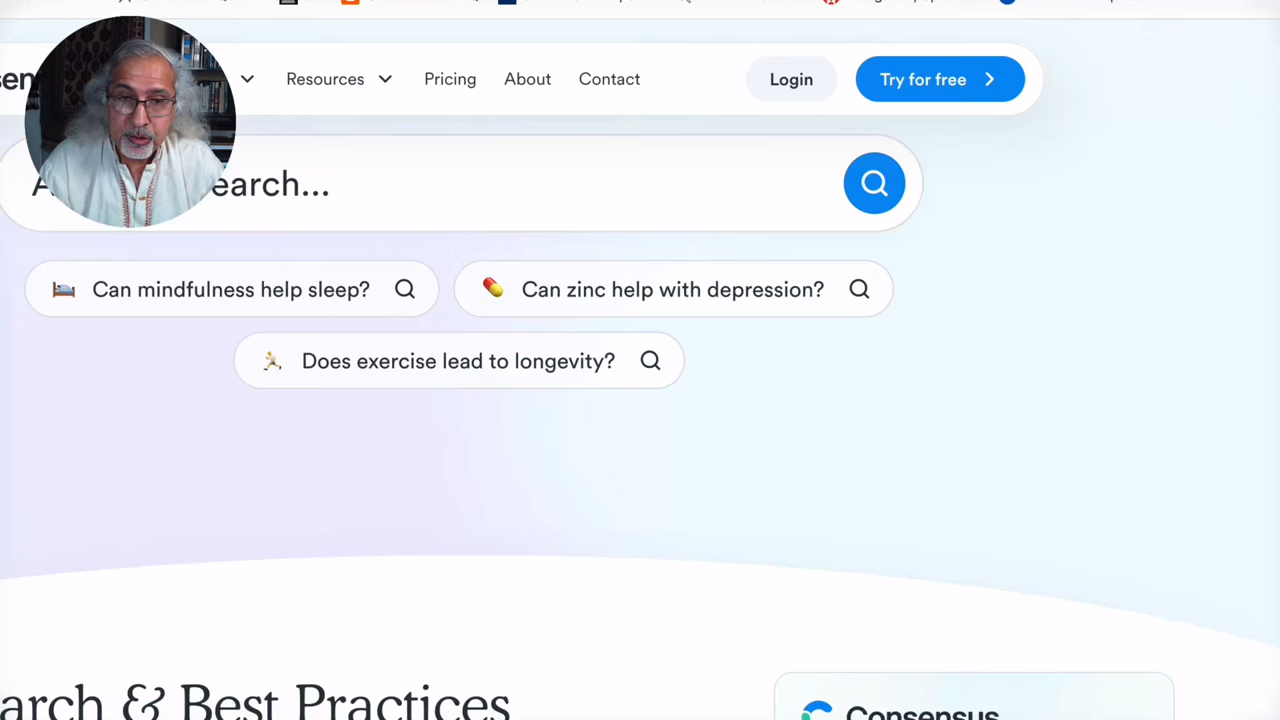 Resources
Pricing
About
Contact
Login
Try for free
earch...
Can mindfulness help sleep?
Can zinc help with depression?
Does exercise lead to longevity?
arch & Best Practices
Consensus